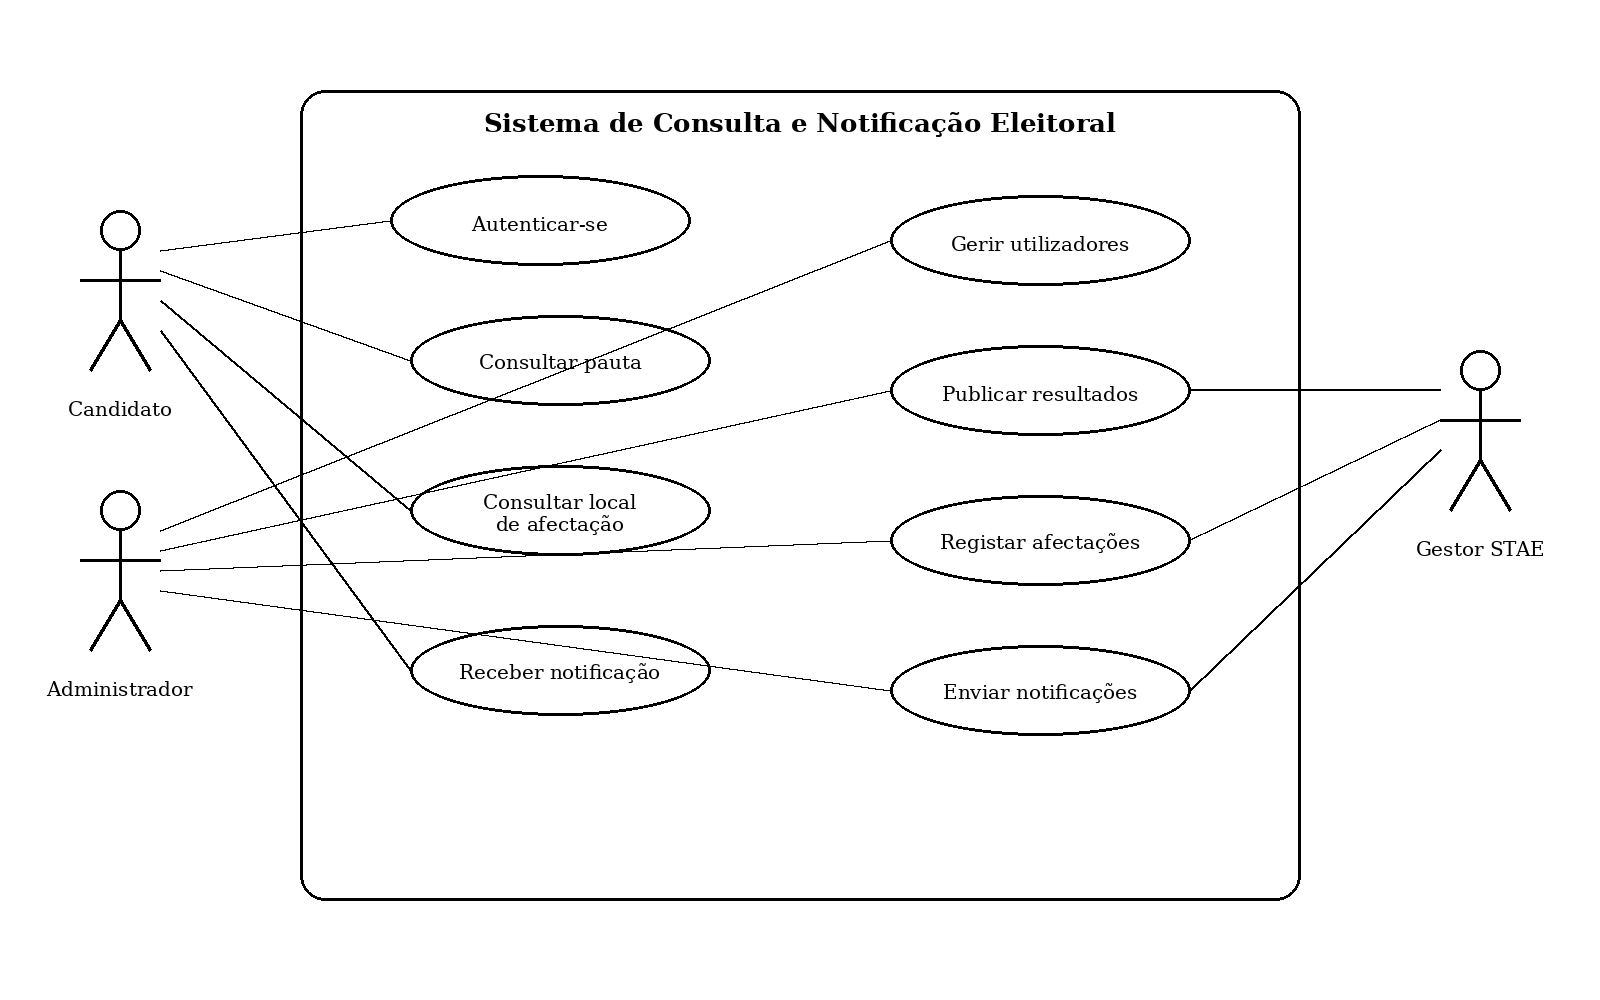 Sistema de Consulta e Notificação Eleitoral
Autenticar-se
Gerir utilizadores
Consultar pauta
Publicar resultados
Candidato
Consultar local
de afectação
Registar afectações
Gestor STAE
Receber notificação
Enviar notificações
Administrador